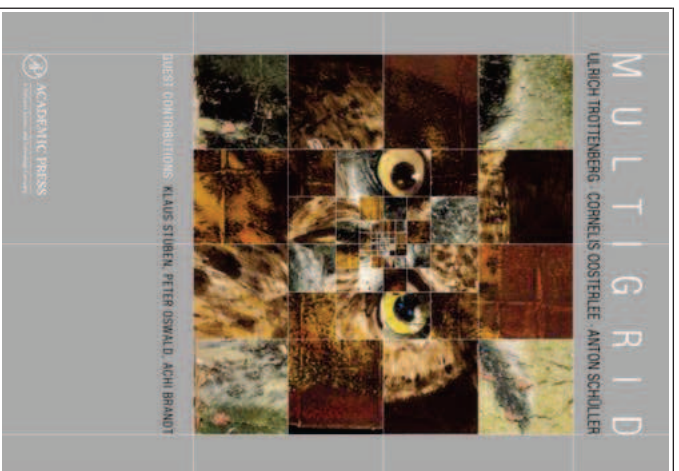 MULTIGRID
ULRICH TROTTENBERG · CORNELIS OOSTERLEE · ANTON SCHÜLLER
GUEST CONTRIBUTIONS KLAUS STÜBEN, PETER OSWALD, ACHI BRANDT
ACADEMIC PRESS